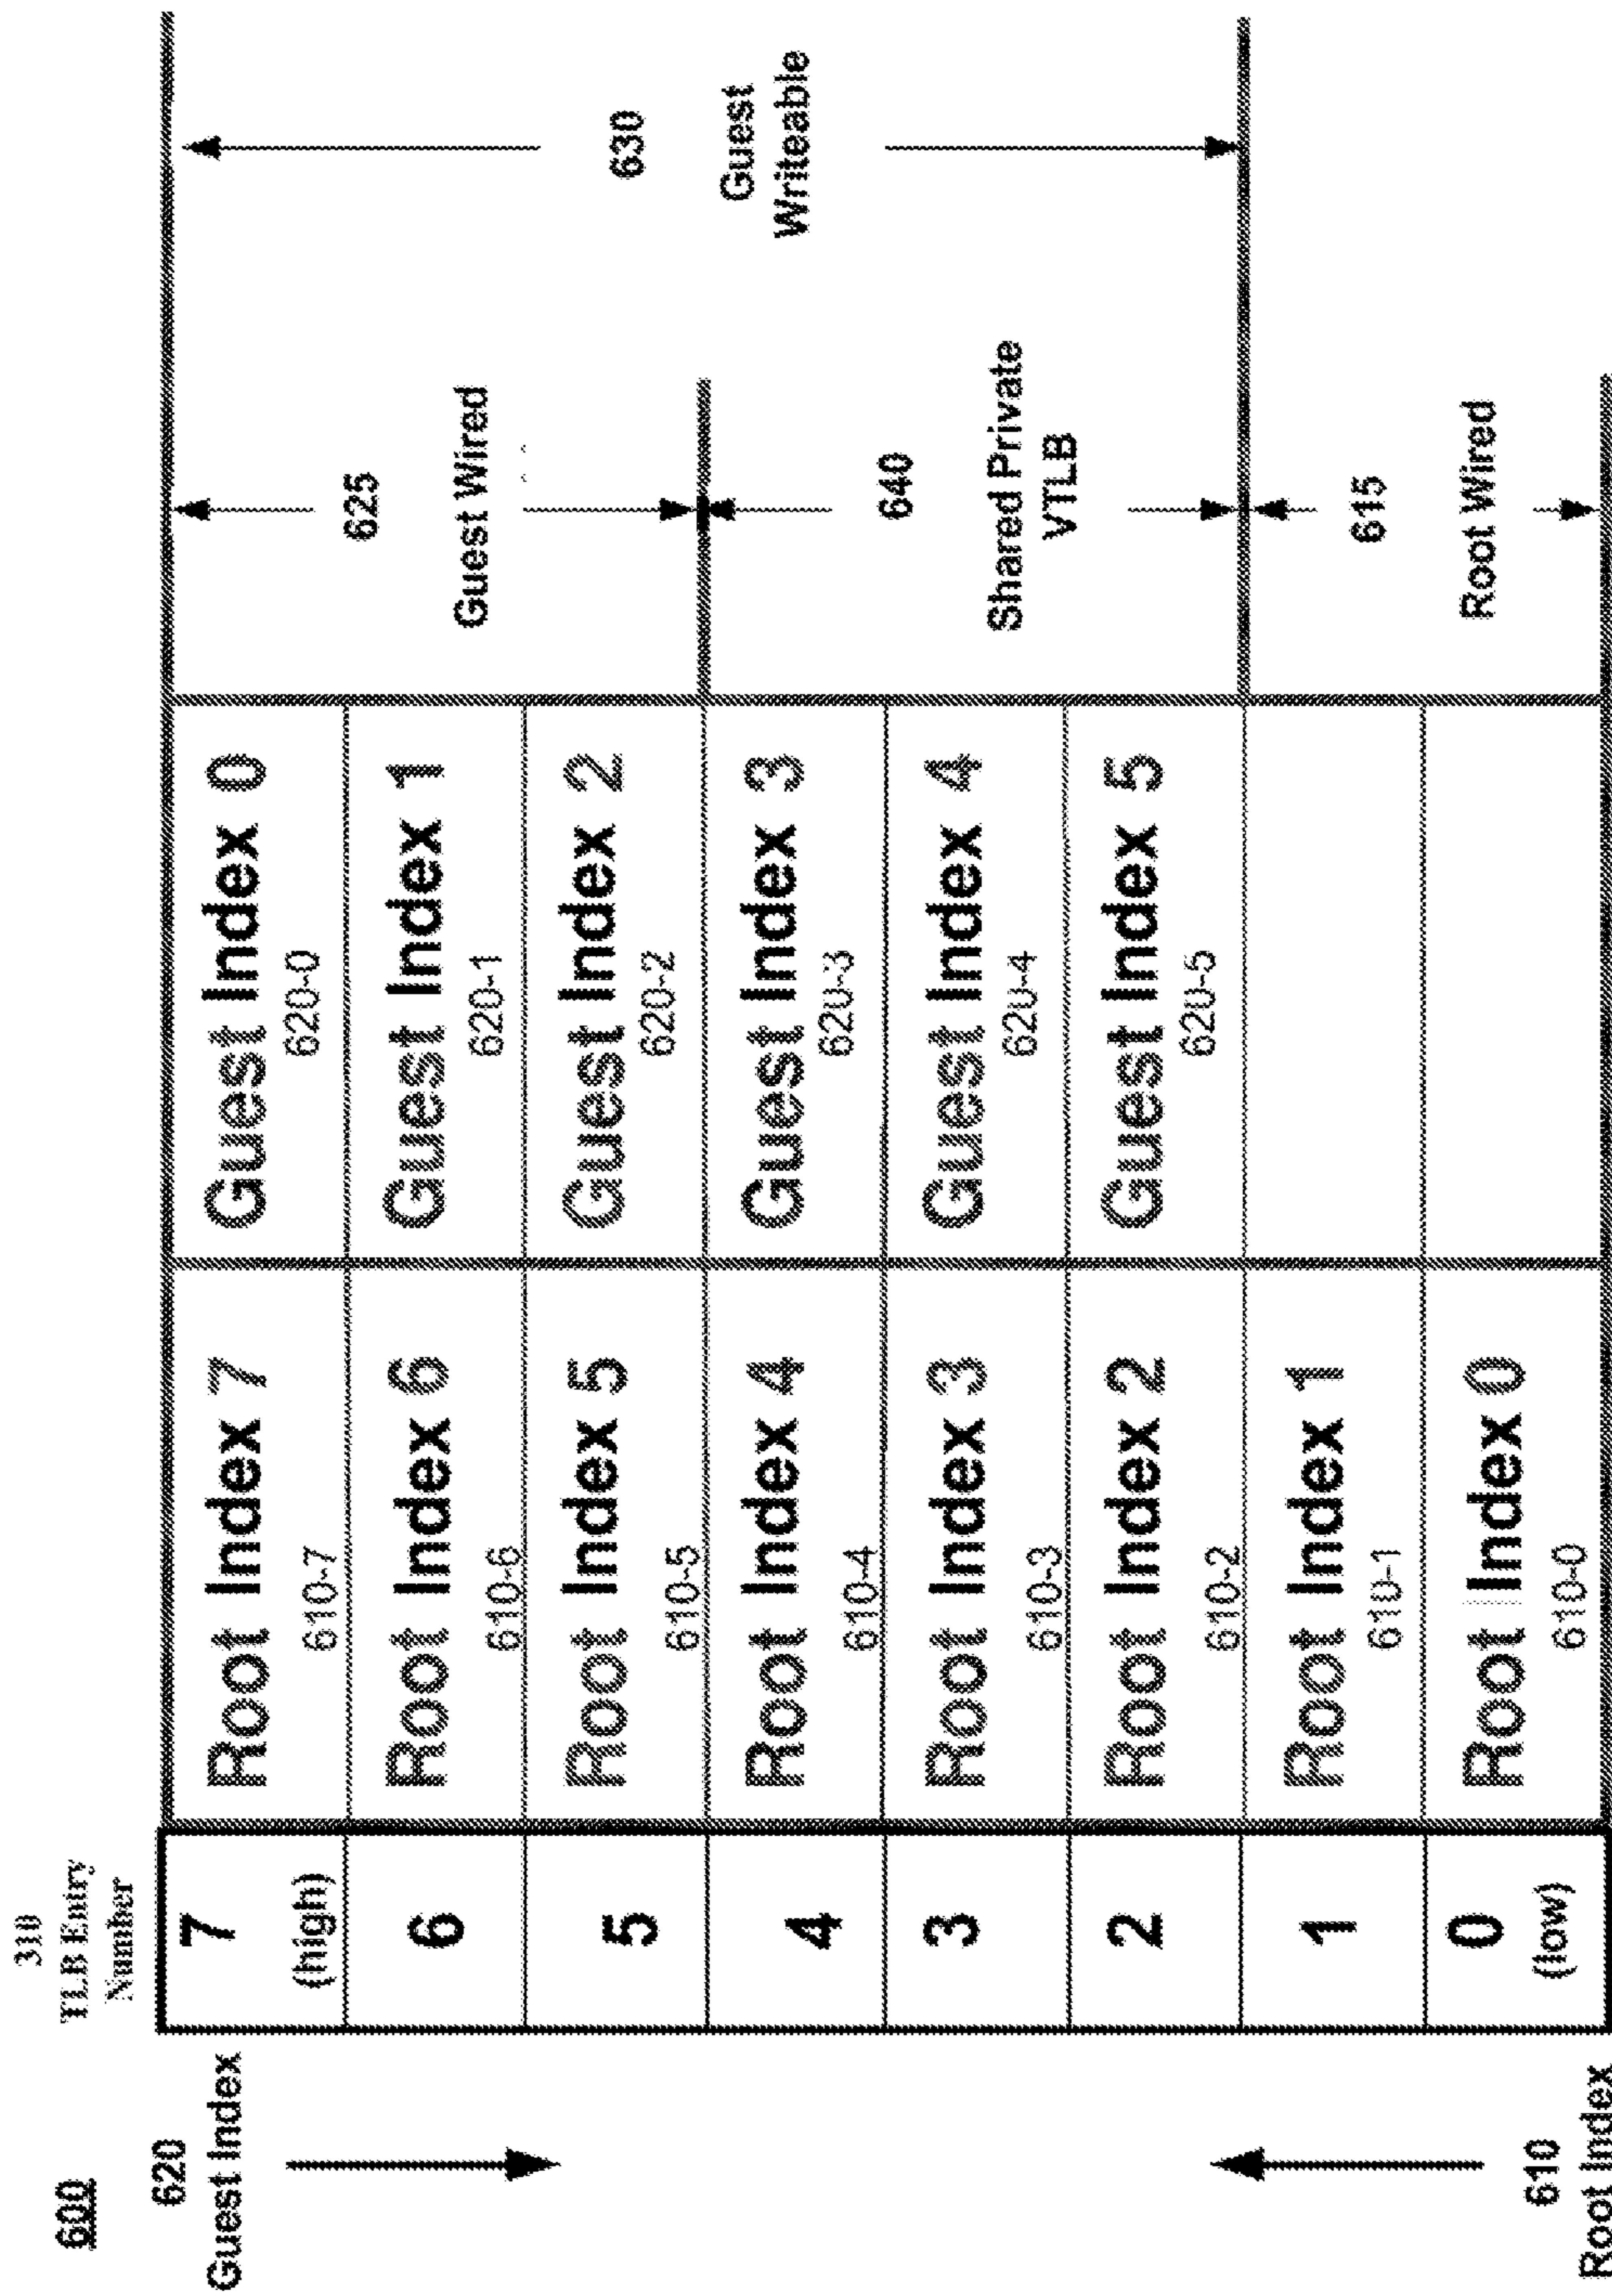 310
TLB Entry
Number
600
620
Guest Index
7
(high)
Root Index 7
610-7
Guest Index 0
620-0
6
Root Index 6
610-6
Guest Index 1
620-1
5
Root Index 5
610-5
Guest Index 2
620-2
4
Root Index 4
610-4
Guest Index 3
620-3
3
Root Index 3
610-3
Guest Index 4
620-4
2
Root Index 2
610-2
Guest Index 5
620-5
1
Root Index 1
610-1
0
(low)
Root Index 0
610-0
610
Root Index
625
Guest Wired
640
Shared Private
VTLB
615
Root Wired
630
Guest
Writeable